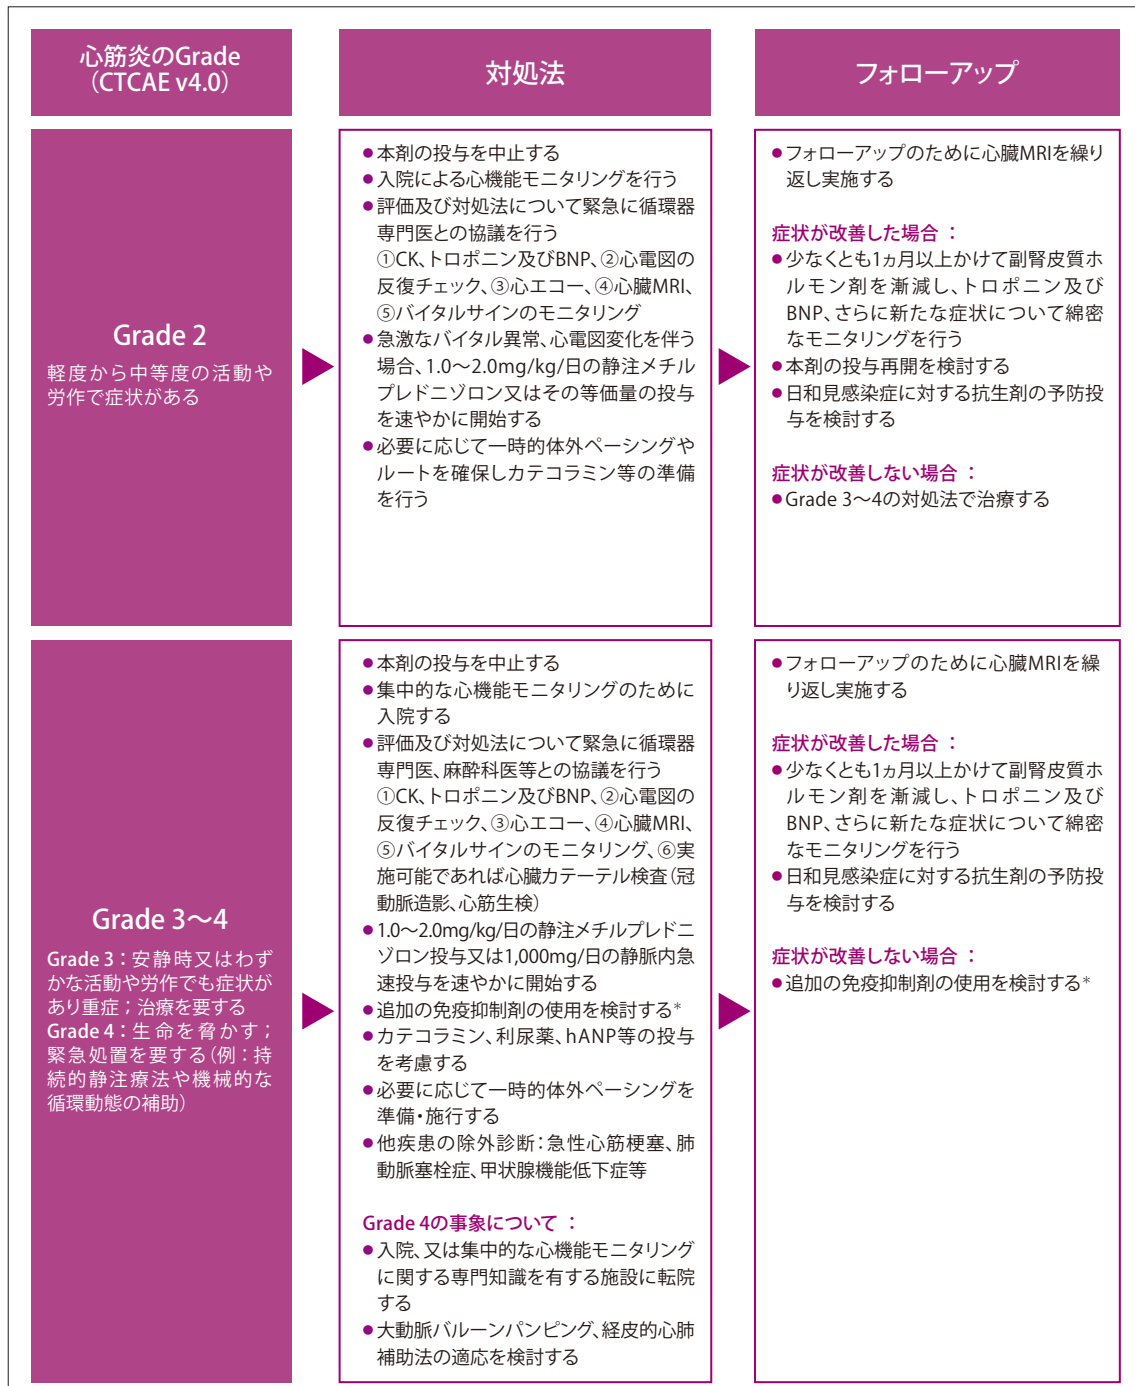 心筋炎のGrade
（CTCAE v4.0）
対処法
フォローアップ
Grade 2
軽度から中等度の活動や
労作で症状がある
●本剤の投与を中止する
●入院による心機能モニタリングを行う
●評価及び対処法について緊急に循環器
専門医との協議を行う
①CK、トロポニン及びBNP、②心電図の
反復チェック、③心エコー、④心臓MRI、
⑤バイタルサインのモニタリング
●急激なバイタル異常、心電図変化を伴う
場合、1.0～2.0mg/kg/日の静注メチル
プレドニゾロン又はその等価量の投与
を速やかに開始する
●必要に応じて一時的体外ペーシングや
ルートを確保しカテコラミン等の準備
を行う
●フォローアップのために心臓MRIを繰り
返し実施する
症状が改善した場合：
●少なくとも1ヵ月以上かけて副腎皮質ホ
ルモン剤を漸減し、トロポニン及び
BNP、さらに新たな症状について綿密
なモニタリングを行う
●本剤の投与再開を検討する
●日和見感染症に対する抗生剤の予防投
与を検討する
症状が改善しない場合：
●Grade 3～4の対処法で治療する
Grade 3～4
Grade 3：安静時又はわず
かな活動や労作でも症状が
あり重症；治療を要する
Grade 4：生命を脅かす；
緊急処置を要する（例：持
続的静注療法や機械的な
循環動態の補助）
●本剤の投与を中止する
●集中的な心機能モニタリングのために
入院する
●評価及び対処法について緊急に循環器
専門医、麻酔科医等との協議を行う
①CK、トロポニン及びBNP、②心電図の
反復チェック、③心エコー、④心臓MRI、
⑤バイタルサインのモニタリング、⑥実
施可能であれば心臓カテーテル検査（冠
動脈造影、心筋生検）
●1.0～2.0mg/kg/日の静注メチルプレドニ
ゾロン投与又は1,000mg/日の静脈内急
速投与を速やかに開始する
●追加の免疫抑制剤の使用を検討する＊
●カテコラミン、利尿薬、hANP等の投与
を考慮する
●必要に応じて一時的体外ペーシングを
準備・施行する
●他疾患の除外診断：急性心筋梗塞、肺
動脈塞栓症、甲状腺機能低下症等
Grade 4の事象について：
●入院、又は集中的な心機能モニタリング
に関する専門知識を有する施設に転院
する
●大動脈バルーンパンピング、経皮的心肺
補助法の適応を検討する
●フォローアップのために心臓MRIを繰
り返し実施する
症状が改善した場合：
●少なくとも1ヵ月以上かけて副腎皮質ホ
ルモン剤を漸減し、トロポニン及び
BNP、さらに新たな症状について綿密
なモニタリングを行う
●日和見感染症に対する抗生剤の予防投
与を検討する
症状が改善しない場合：
●追加の免疫抑制剤の使用を検討する＊